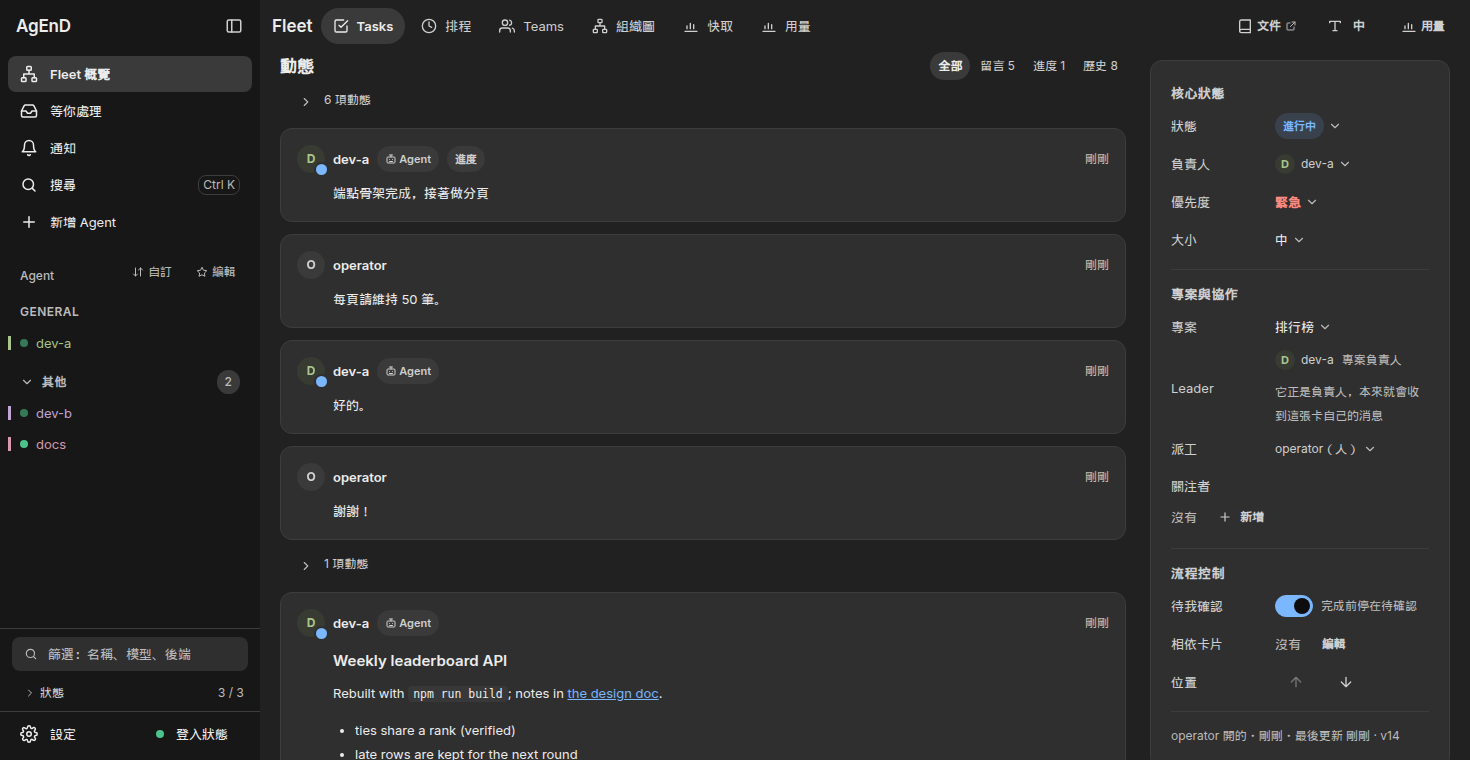 AgEnD
Fleet 概覽
等你處理
通知
搜尋 Ctrl K
新增 Agent
Agent 自訂 編輯
GENERAL
dev-a
其他 2
dev-b
docs
篩選：名稱、模型、後端
狀態 3 / 3
設定 登入狀態
Fleet Tasks 排程 Teams 組織圖 快取 用量 文件 中 用量
動態 全部 留言 5 進度 1 歷史 8
6 項動態
D dev-a Agent 進度 剛剛
端點骨架完成，接著做分頁
O operator 剛剛
每頁請維持 50 筆。
D dev-a Agent 剛剛
好的。
O operator 剛剛
謝謝！
1 項動態
D dev-a Agent 剛剛
Weekly leaderboard API
Rebuilt with npm run build; notes in the design doc.
• ties share a rank (verified)
• late rows are kept for the next round
核心狀態
狀態 進行中
負責人 D dev-a
優先度 緊急
大小 中
專案與協作
專案 排行榜
D dev-a 專案負責人
Leader 它正是負責人，本來就會收
到這張卡自己的消息
派工 operator（人）
關注者
沒有 新增
流程控制
待我確認 完成前停在待確認
相依卡片 沒有 編輯
位置
operator 開的・剛剛・最後更新 剛剛 · v14